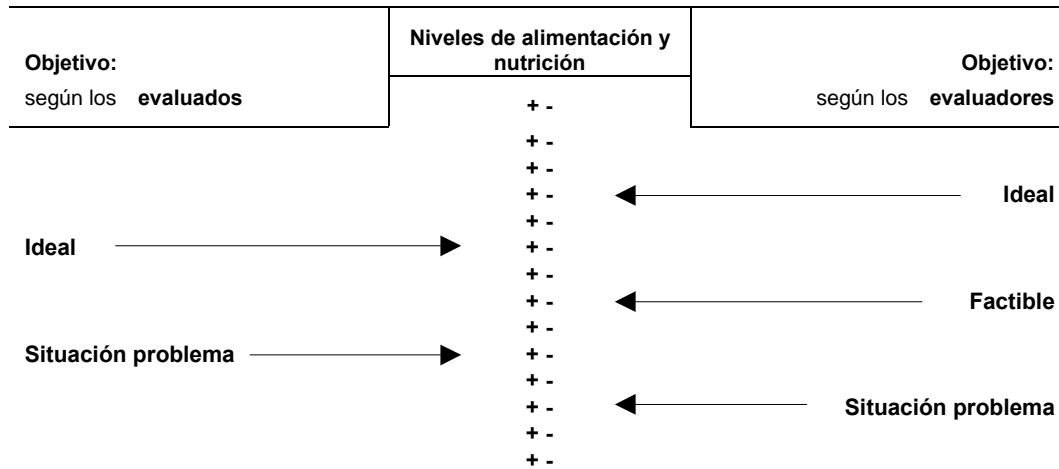 Niveles de alimentación y
nutrición
Objetivo:
según los evaluados
Objetivo:
según los evaluadores
+ -
+ -
+ -
+ -
Ideal
+ -
Ideal
+ -
+ -
+ -
Factible
+ -
Situación problema
+ -
+ -
+ -
Situación problema
+ -
+ -